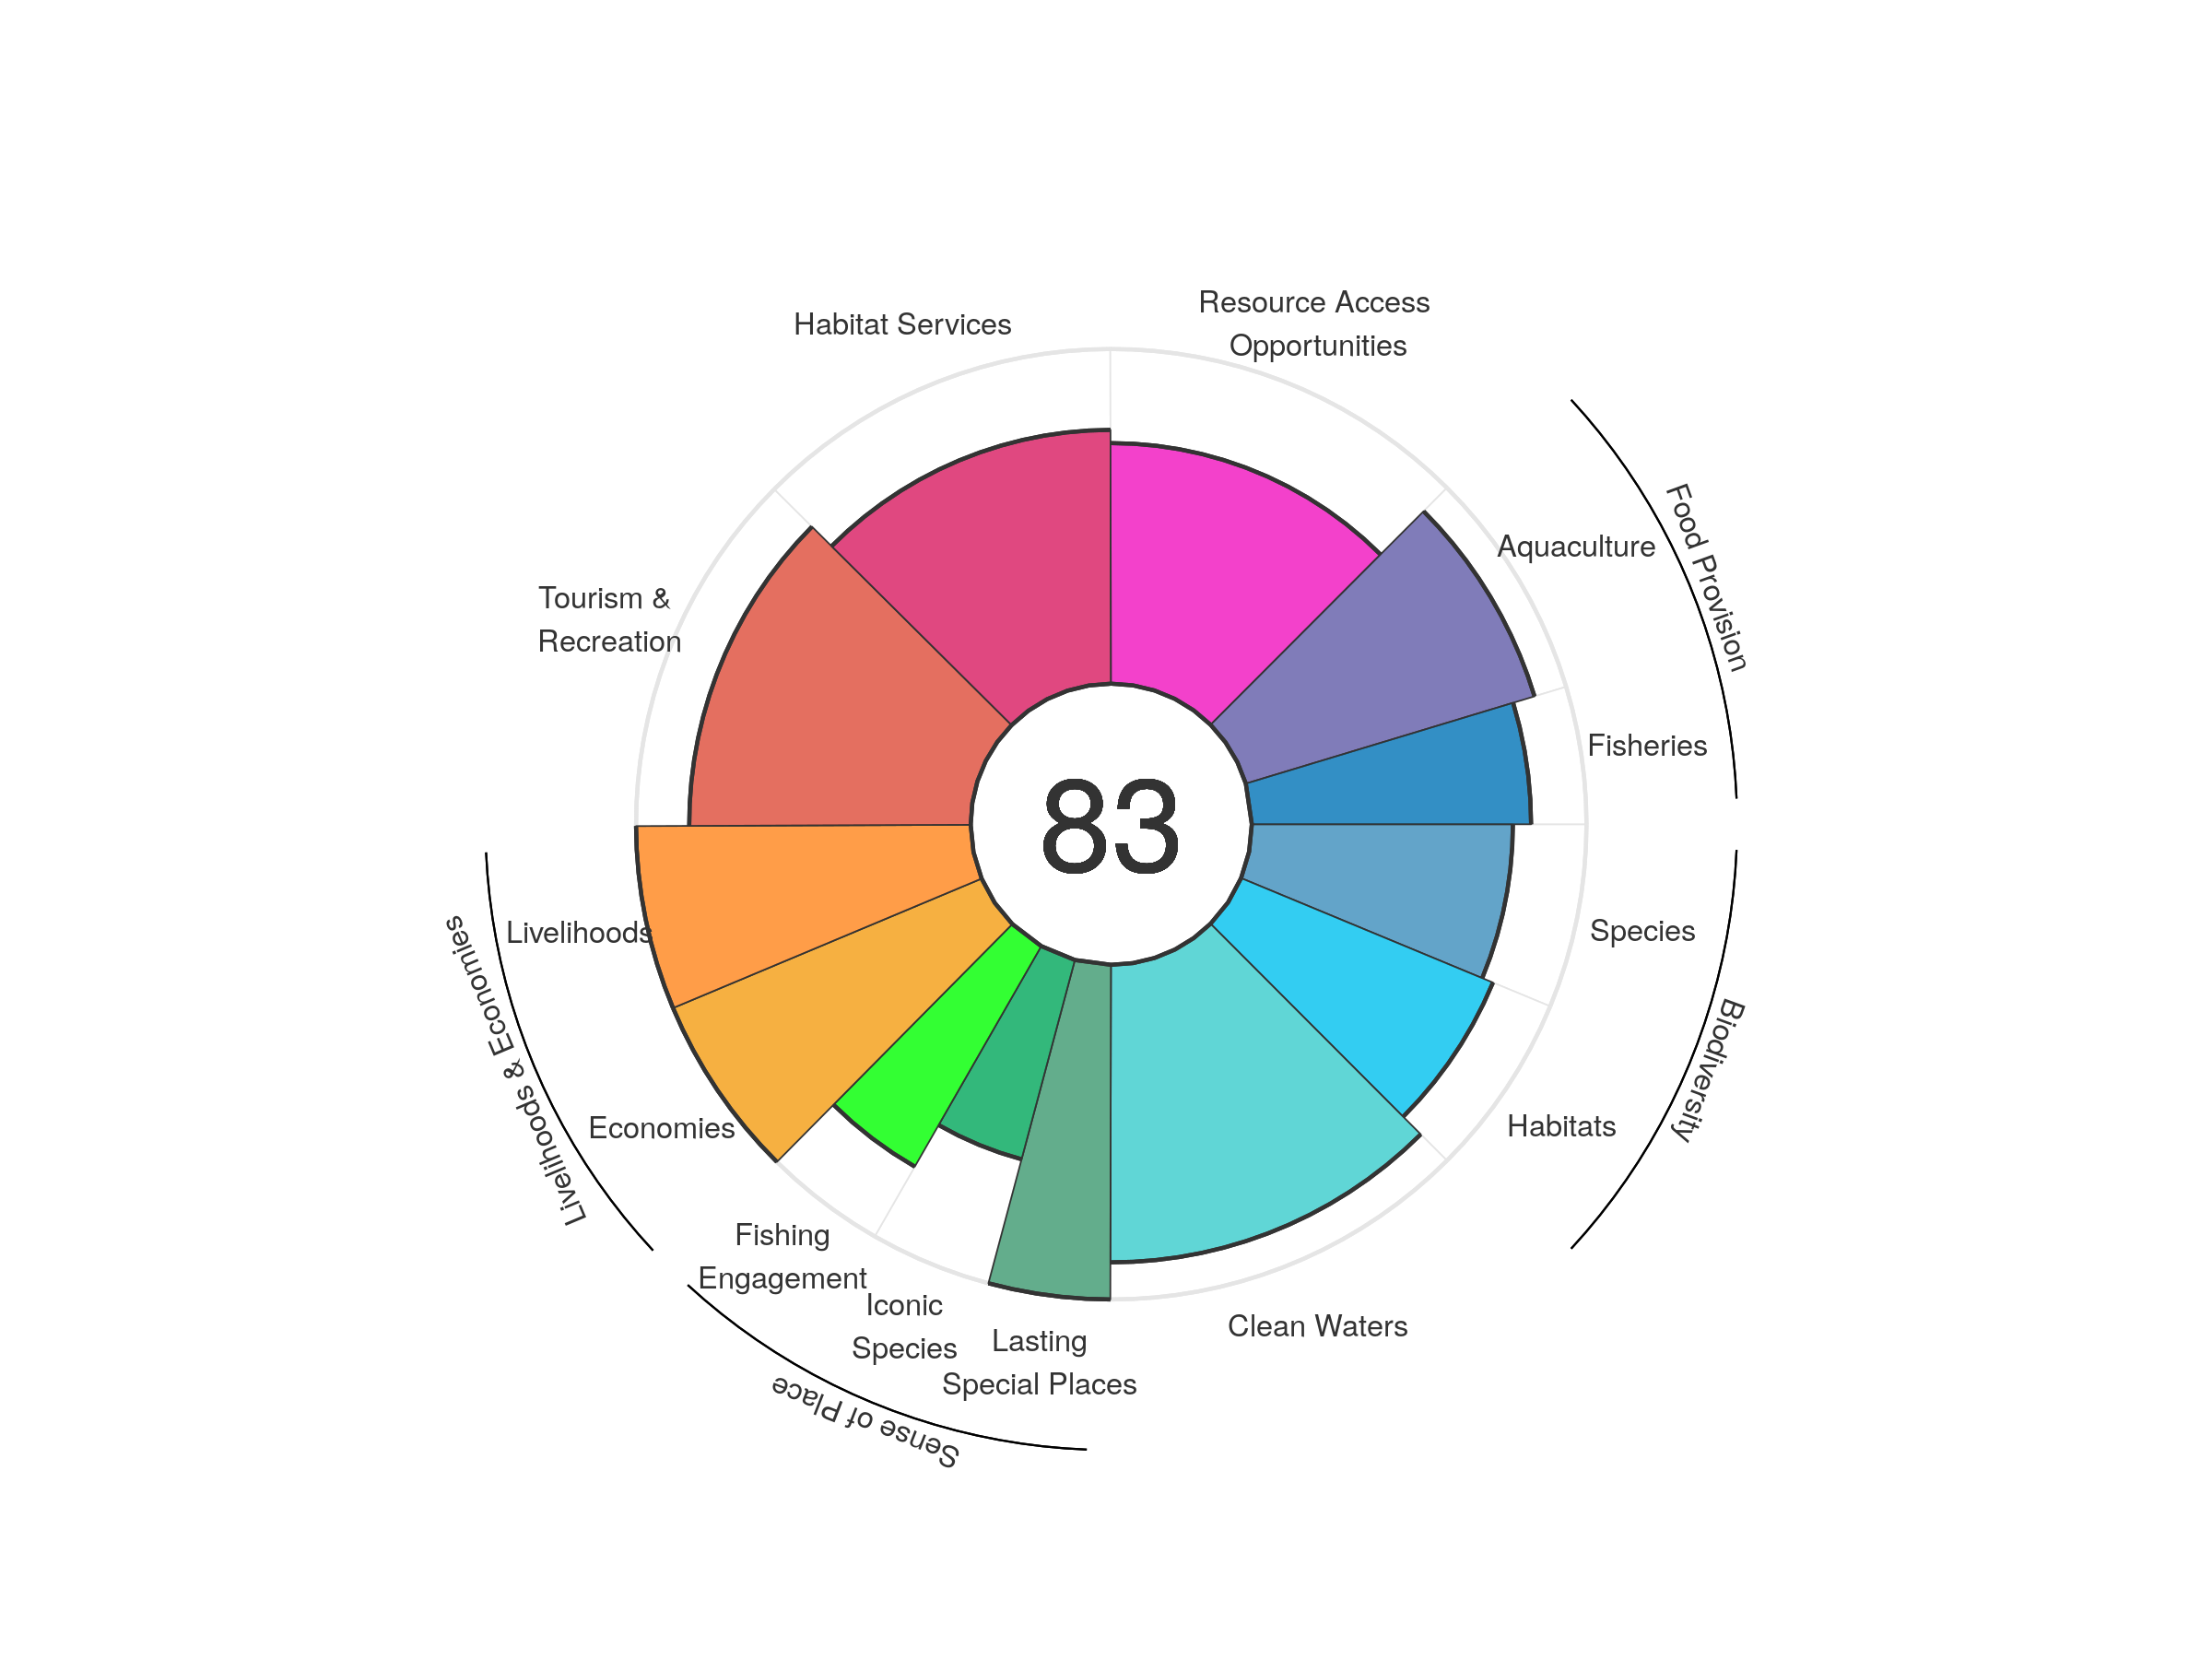 Resource Access
Opportunities
Habitat Services
Aquaculture
Food Provision
Tourism &
Recreation
Fisheries
83
Species
Livelihoods
Biodiversity
Livelihoods & Economies
Habitats
Economies
Fishing
Engagement
Iconic
Species
Lasting
Special Places
Clean Waters
Sense of Place